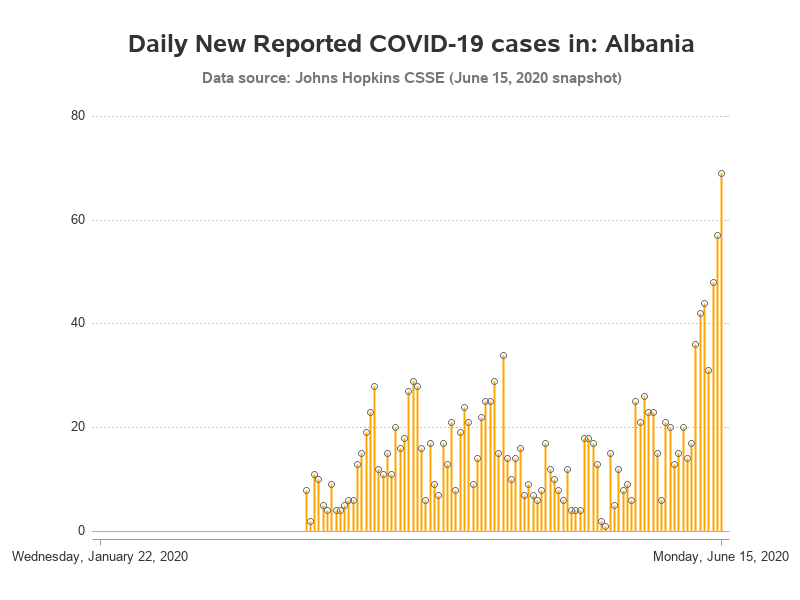 Daily New Reported COVID-19 cases in: Albania
Data source: Johns Hopkins CSSE (June 15, 2020 snapshot)
80
60
40
20
0
Wednesday, January 22, 2020
Monday, June 15, 2020